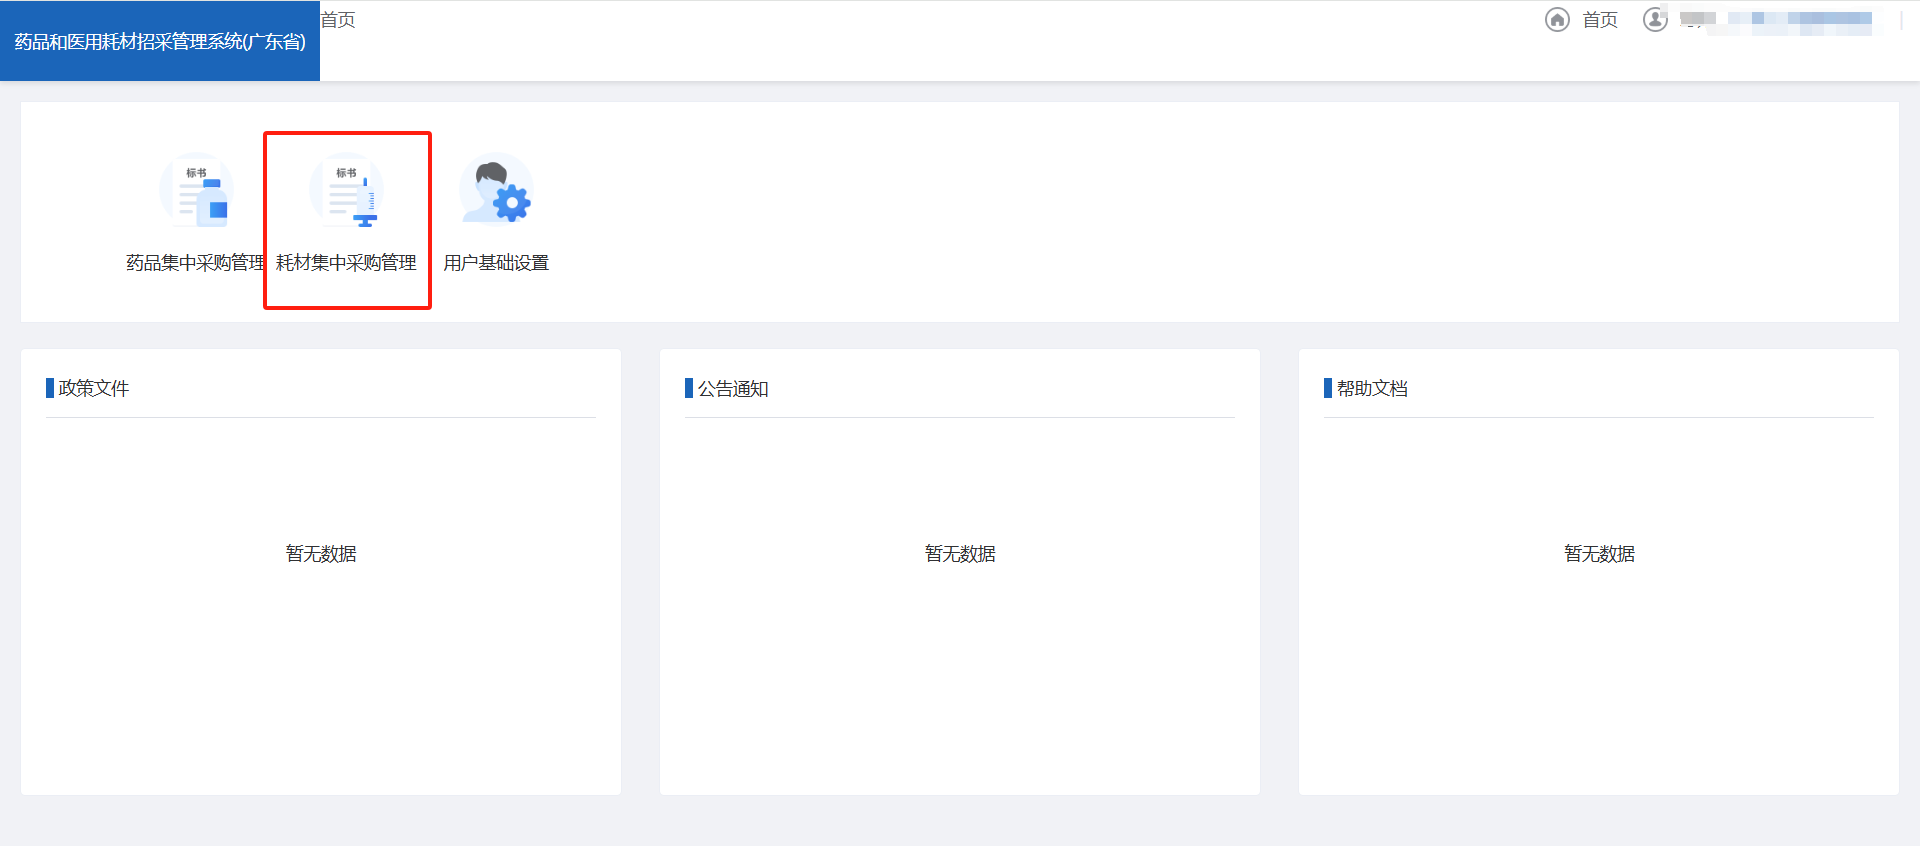 药品和医用耗材招采管理系统(广东省)
首页
首页
标书
标书
药品集中采购管理
耗材集中采购管理
用户基础设置
政策文件
公告通知
帮助文档
暂无数据
暂无数据
暂无数据